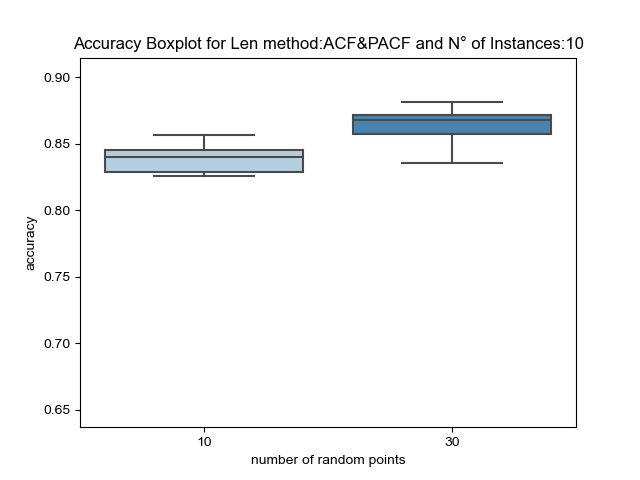 Accuracy Boxplot for Len method:ACF&PACF and N° of Instances:10
0.90
0.85
0.80
0.75
0.70
0.65
accuracy
10 30
number of random points